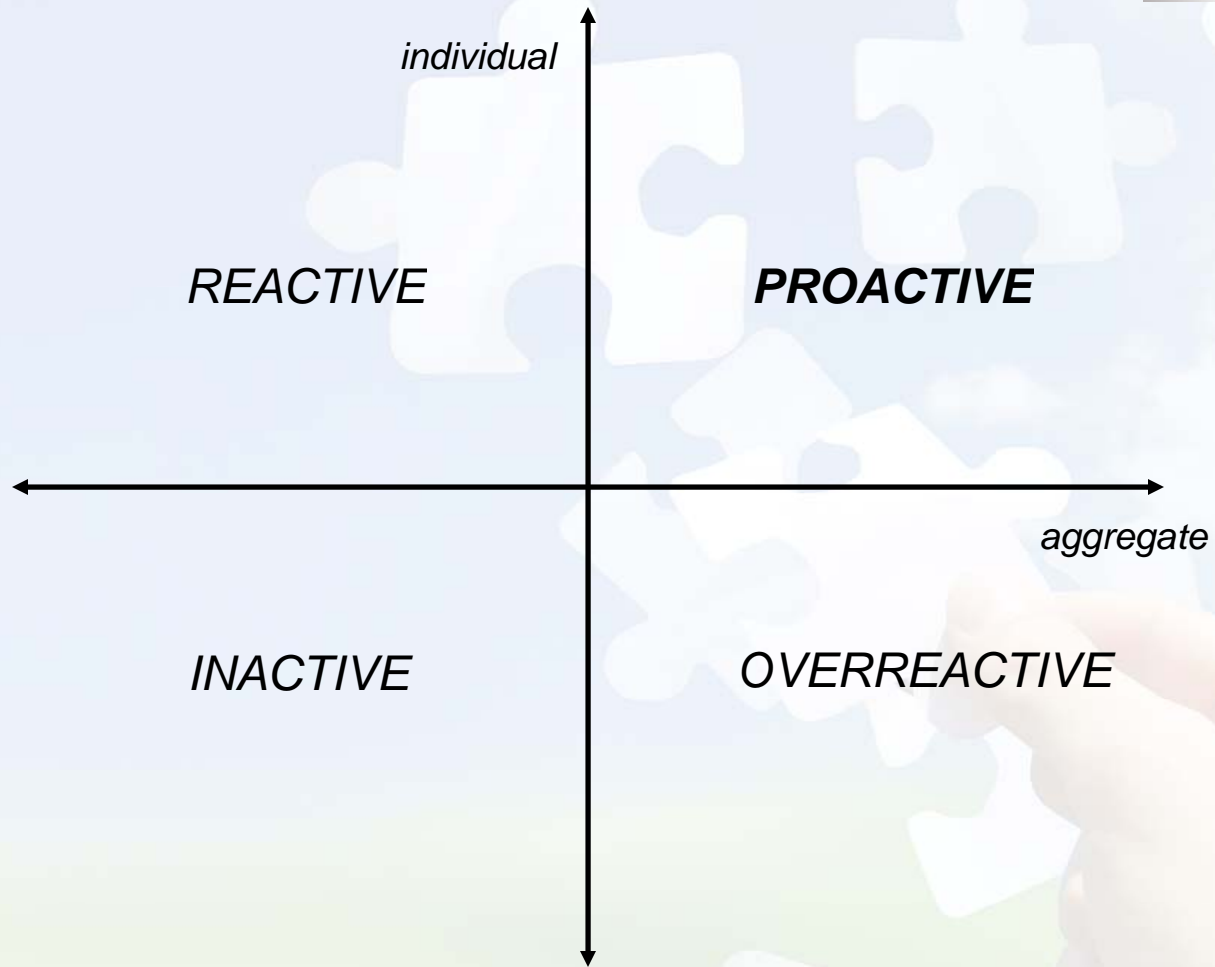 individual
REACTIVE
PROACTIVE
aggregate
INACTIVE
OVERREACTIVE